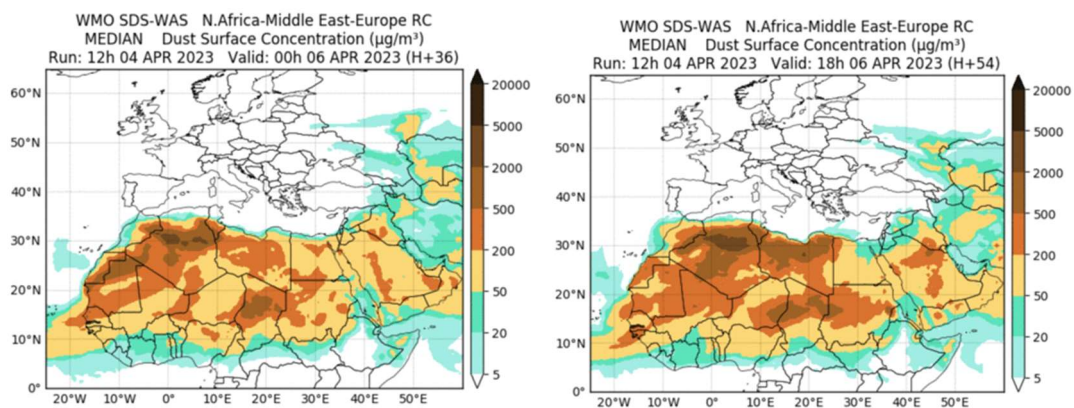 WMO SDS-WAS N.Africa-Middle East-Europe RC
MEDIAN Dust Surface Concentration (µg/m³)
Run: 12h 04 APR 2023 Valid: 00h 06 APR 2023 (H+36)
60°N
50°N
40°N
30°N
20°N
10°N
0°
20°W 10°W 0° 10°E 20°E 30°E 40°E 50°E
20000
5000
2000
500
200
50
20
5
WMO SDS-WAS N.Africa-Middle East-Europe RC
MEDIAN Dust Surface Concentration (µg/m³)
Run: 12h 04 APR 2023 Valid: 18h 06 APR 2023 (H+54)
60°N
50°N
40°N
30°N
20°N
10°N
0°
20°W 10°W 0° 10°E 20°E 30°E 40°E 50°E
20000
5000
2000
500
200
50
20
5